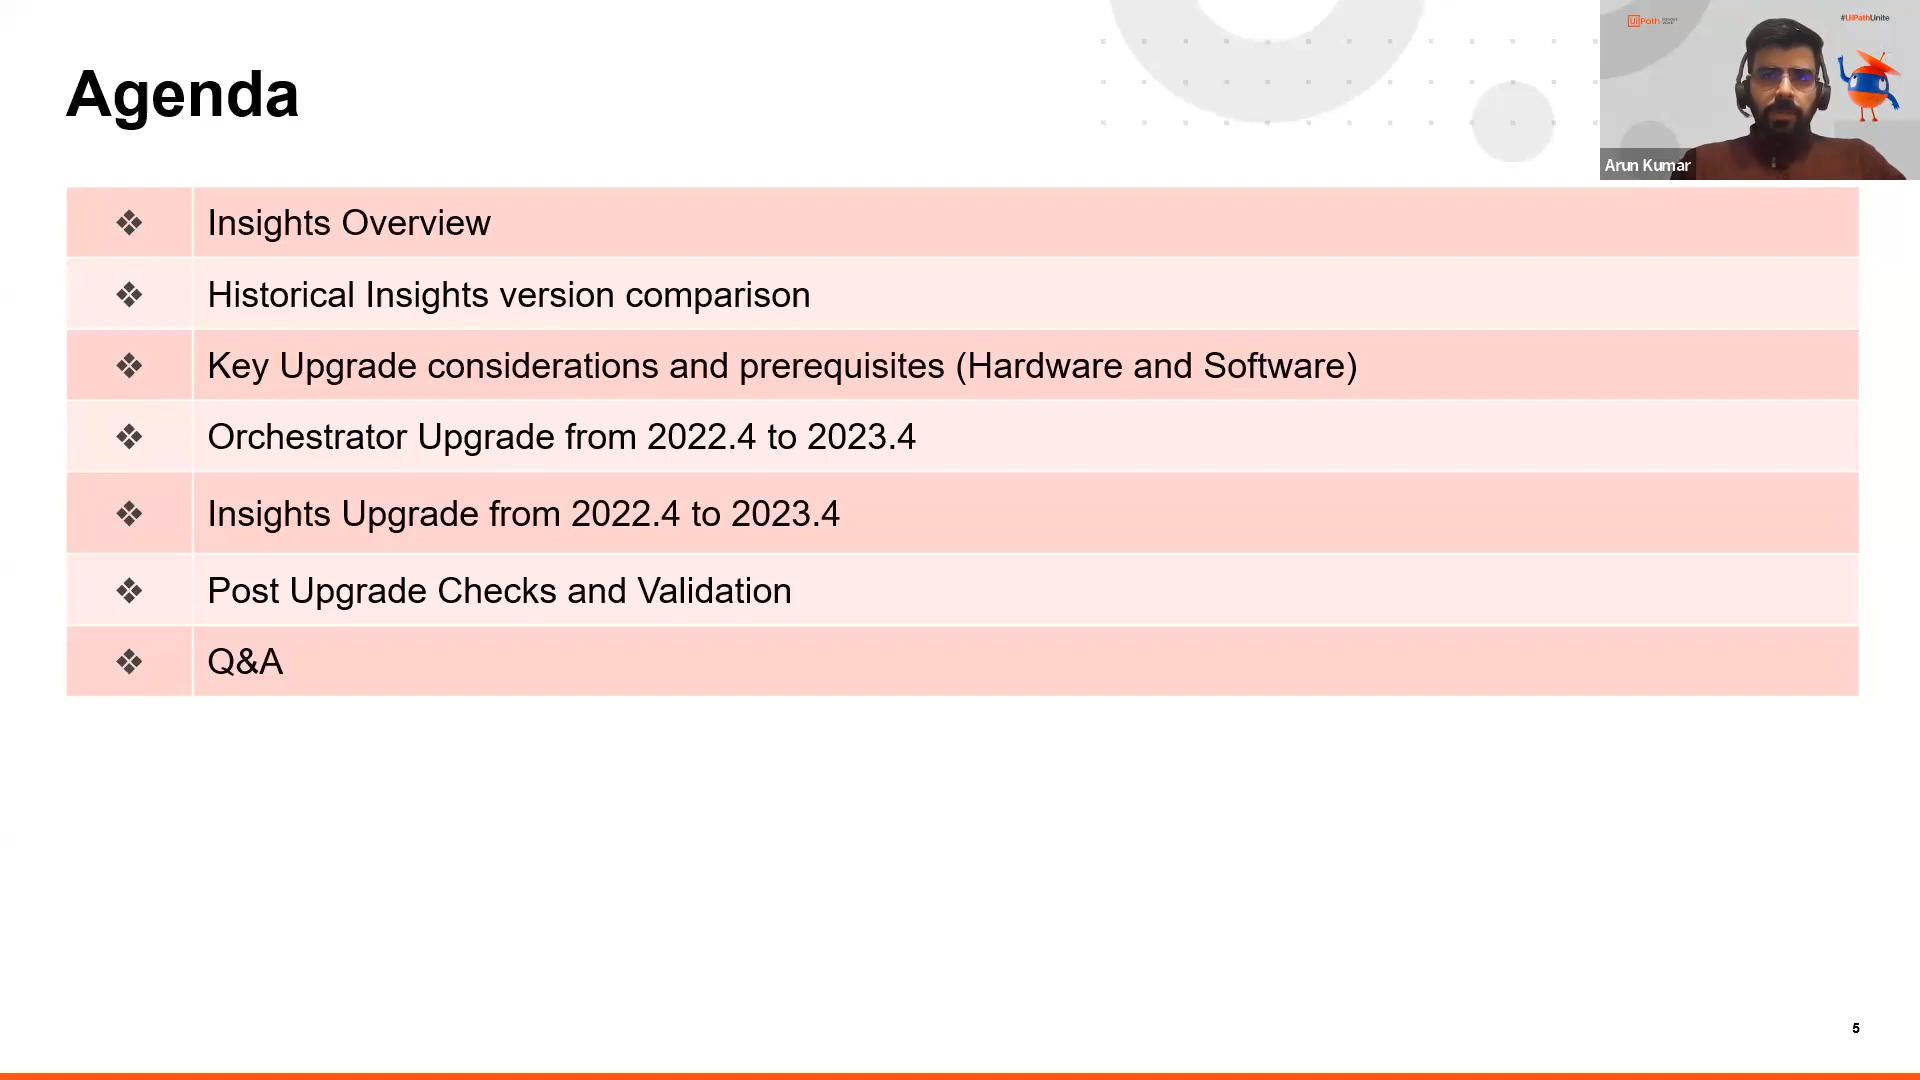 Agenda
UiPath
#UiPathUnite
Arun Kumar
❖ Insights Overview
❖ Historical Insights version comparison
❖ Key Upgrade considerations and prerequisites (Hardware and Software)
❖ Orchestrator Upgrade from 2022.4 to 2023.4
❖ Insights Upgrade from 2022.4 to 2023.4
❖ Post Upgrade Checks and Validation
❖ Q&A
5